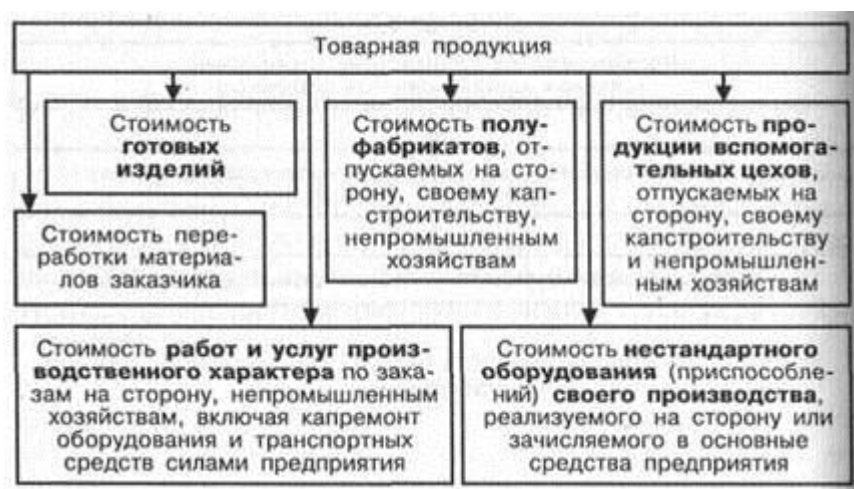 Товарная продукция
Стоимость
готовых
изделий
Стоимость полу-
фабрикатов, от-
пускаемых на сто-
рону, своему кап-
строительству,
непромышленным
хозяйствам
Стоимость про-
дукции вспомога-
тельных цехов,
отпускаемых на
сторону, своему
капстроительству
и непромышлен-
ным хозяйствам
Стоимость пере-
работки материа-
лов заказчика
Стоимость работ и услуг произ-
водственного характера по зака-
зам на сторону, непромышленным
хозяйствам, включая капремонт
оборудования и транспортных
средств силами предприятия
Стоимость нестандартного
оборудования (приспособле-
ний) своего производства,
реализуемого на сторону или
зачисляемого в основные
средства предприятия